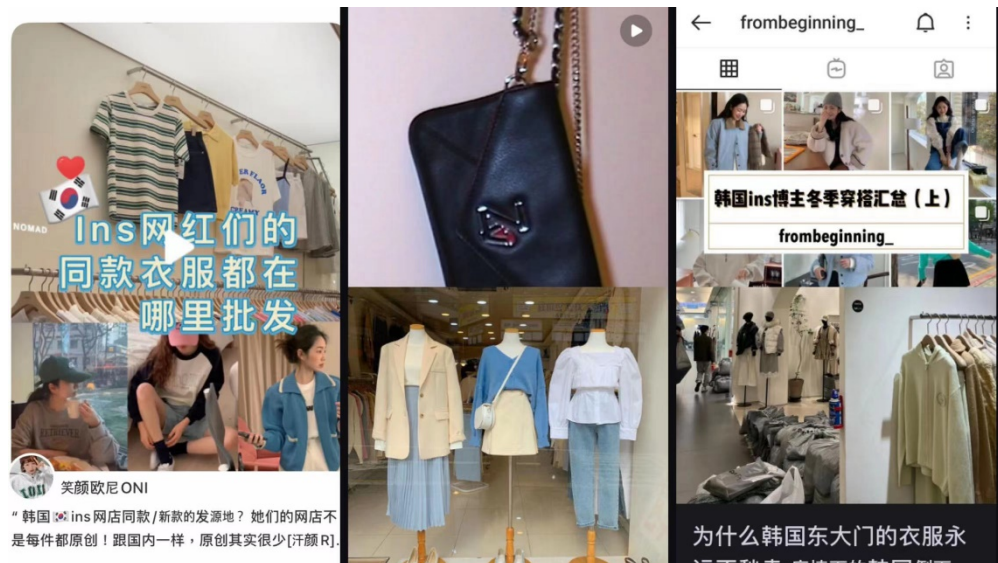 NOMAD
Ins网红们的
同款衣服都在
哪里批发
笑颜欧尼ONI
“ 韩国🇰🇷ins网店同款/新款的发源地？她们的网店不
是每件都原创！跟国内一样，原创其实很少[汗颜R].
N
frombeginning_
韩国ins博主冬季穿搭汇总（上）
frombeginning_
为什么韩国东大门的衣服永